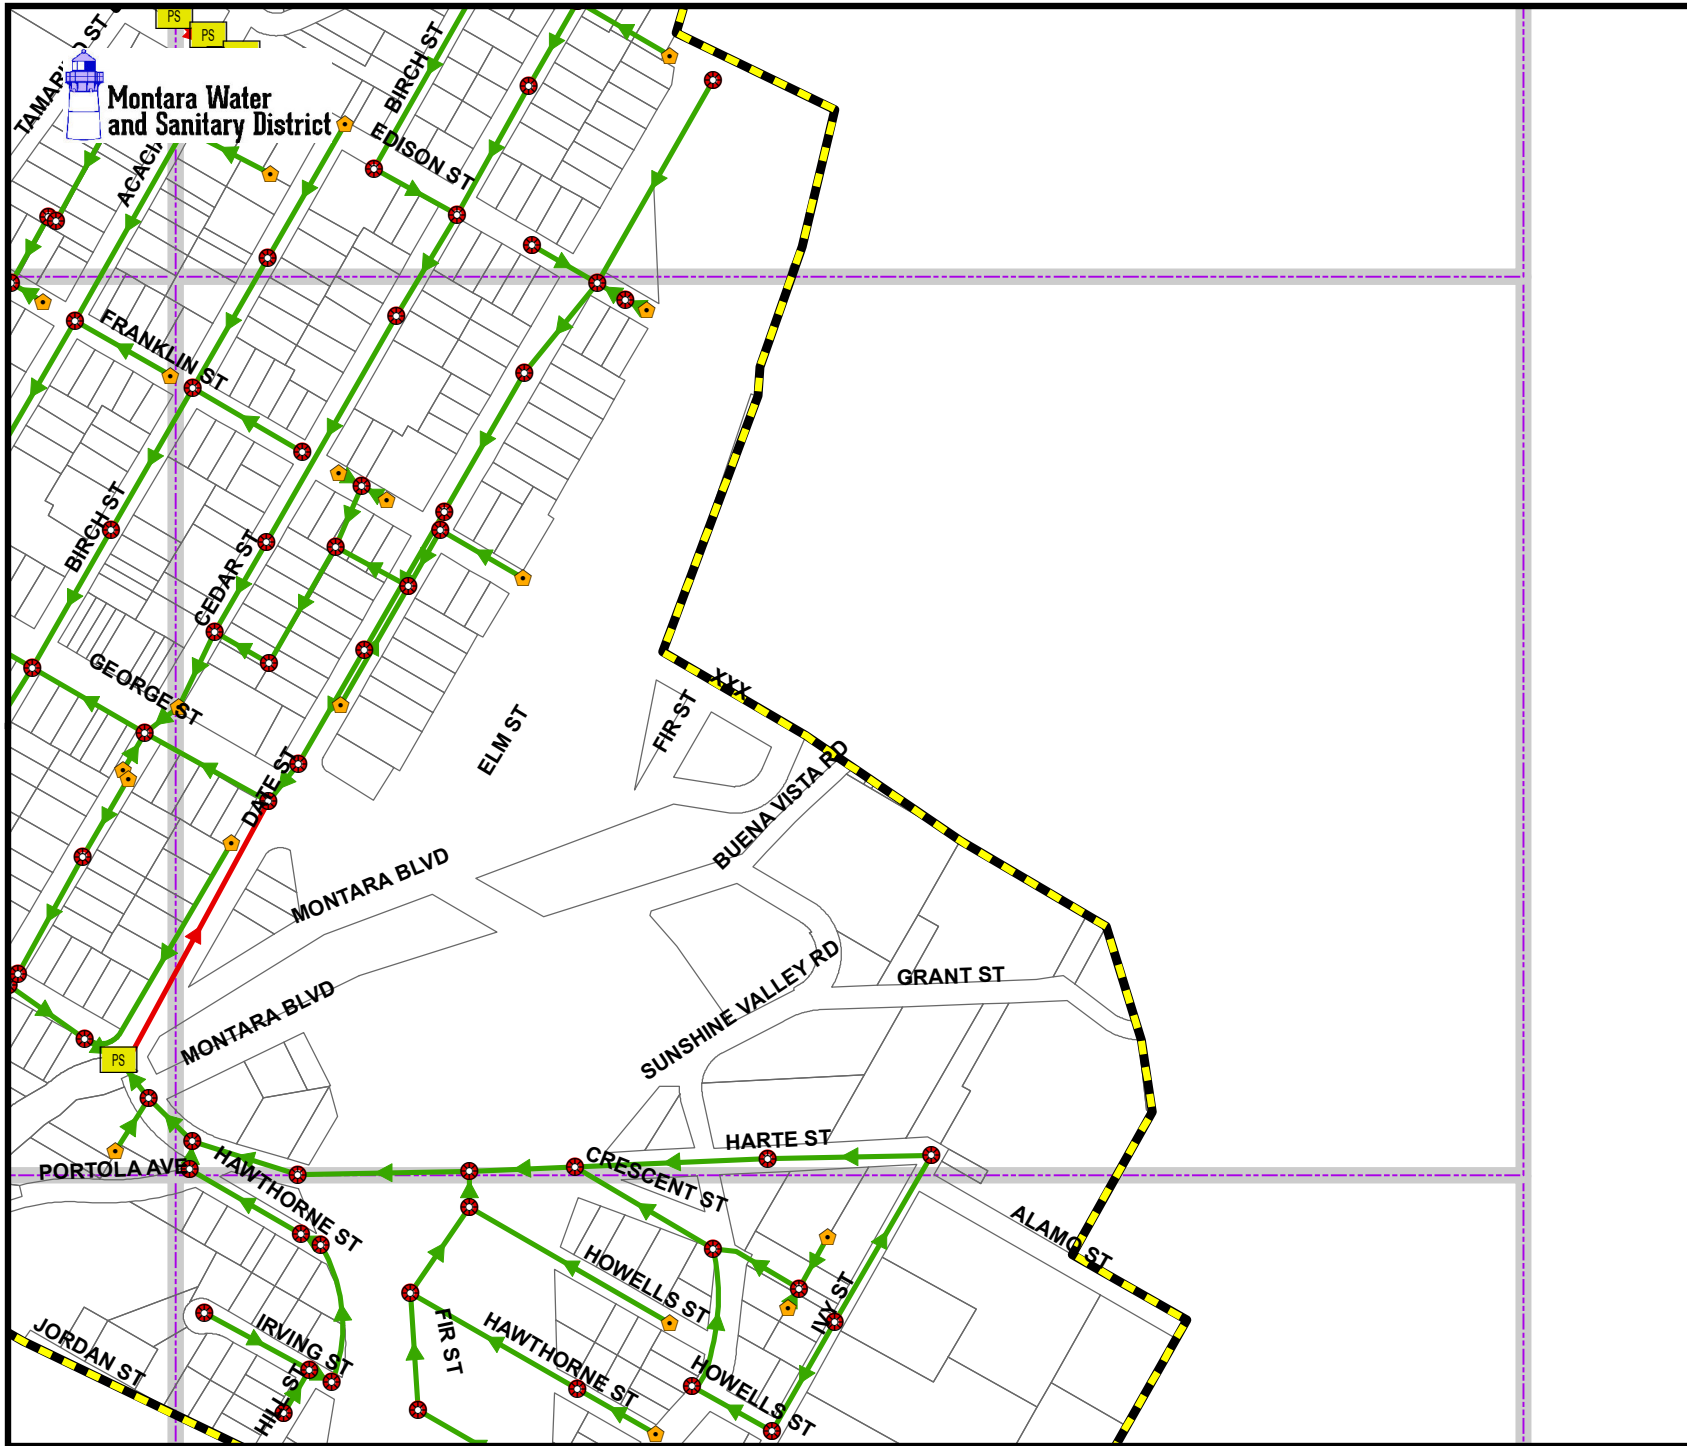 PS
PS
BIRCH ST
Montara Water
and Sanitary District
EDISON ST
FRANKLIN ST
BIRCH ST
CEDAR ST
GEORGE ST
XXX
FIR ST
ELM ST
DATE ST
BUENA VISTA RD
MONTARA BLVD
SUNSHINE VALLEY RD
GRANT ST
MONTARA BLVD
PS
HARTE ST
PORTOLA AVE
CRESCENT ST
HAWTHORNE ST
ALAMO ST
HOWELLS ST
IVY ST
IRVING ST
FIR ST
HAWTHORNE ST
JORDAN ST
HOWELLS ST
HILL ST